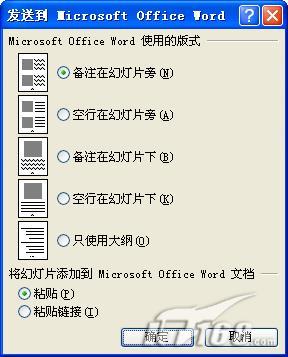 发送到 Microsoft Office Word
Microsoft Office Word 使用的版式
备注在幻灯片旁(N)
空行在幻灯片旁(A)
备注在幻灯片下(B)
空行在幻灯片下(K)
只使用大纲(O)
将幻灯片添加到 Microsoft Office Word 文档
粘贴(P)
粘贴链接(I)
确定 取消